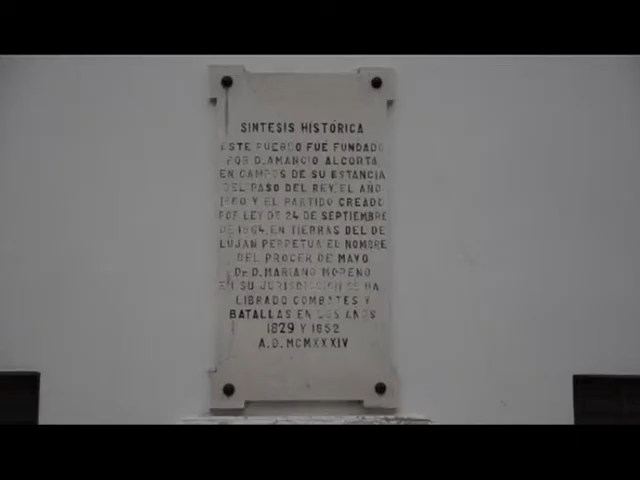 SINTESIS HISTÓRICA
ESTE PUEBLO FUÉ FUNDADO
POR D. AMANCIO ALCORTA
EN CAMPOS DE SU ESTANCIA
DEL PASO DEL REY, EL AÑO
1860 Y EL PARTIDO CREADO
POR LEY DE 24 DE SEPTIEMBRE
DE 1864, EN TIERRAS DEL DE
LUJAN PERPETUA EL NOMBRE
DEL PROCER DE MAYO
DE D. MARIANO MORENO
EN SU JURISDICCION SE HA
LIBRADO COMBATES Y
BATALLAS EN LOS AÑOS
1829 Y 1852
A.D. MCMXXXIV